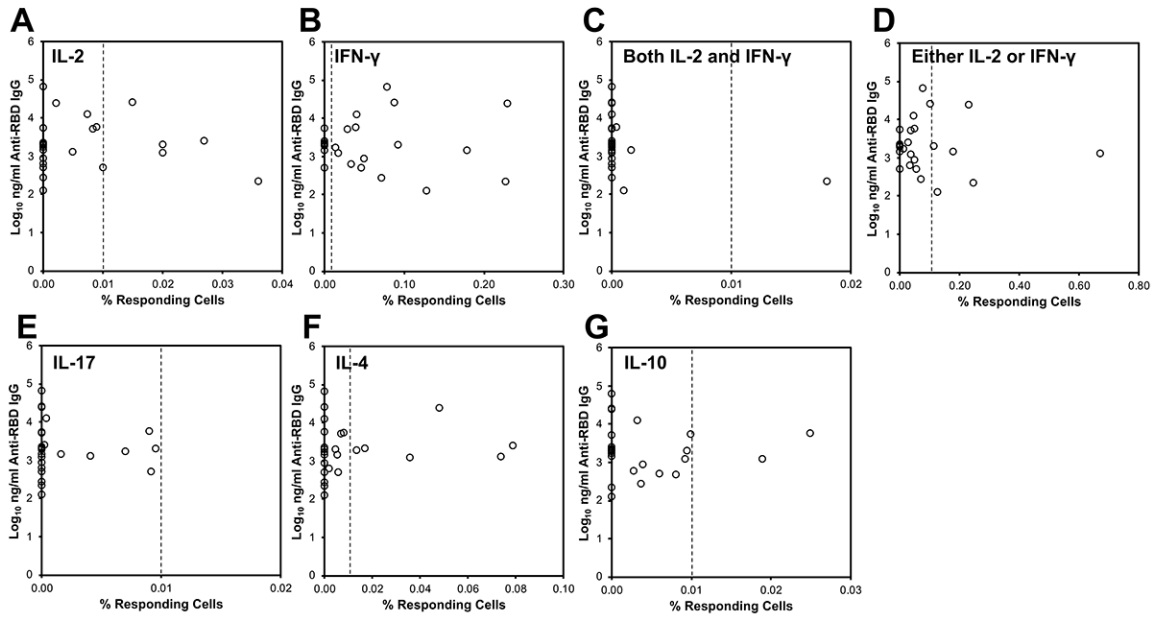 A
IL-2
Log10 ng/ml Anti-RBD IgG
6
5
4
3
2
1
0
0.00 0.01 0.02 0.03 0.04
% Responding Cells
B
IFN-γ
Log10 ng/ml Anti-RBD IgG
6
5
4
3
2
1
0
0.00 0.10 0.20 0.30
% Responding Cells
C
Both IL-2 and IFN-γ
Log10 ng/ml Anti-RBD IgG
6
5
4
3
2
1
0
0.00 0.01 0.02
% Responding Cells
D
Either IL-2 or IFN-γ
Log10 ng/ml Anti-RBD IgG
6
5
4
3
2
1
0
0.00 0.20 0.40 0.60 0.80
% Responding Cells
E
IL-17
Log10 ng/ml Anti-RBD IgG
6
5
4
3
2
1
0
0.00 0.01 0.02
% Responding Cells
F
IL-4
Log10 ng/ml Anti-RBD IgG
6
5
4
3
2
1
0
0.00 0.02 0.04 0.06 0.08 0.10
% Responding Cells
G
IL-10
Log10 ng/ml Anti-RBD IgG
6
5
4
3
2
1
0
0.00 0.01 0.02 0.03
% Responding Cells